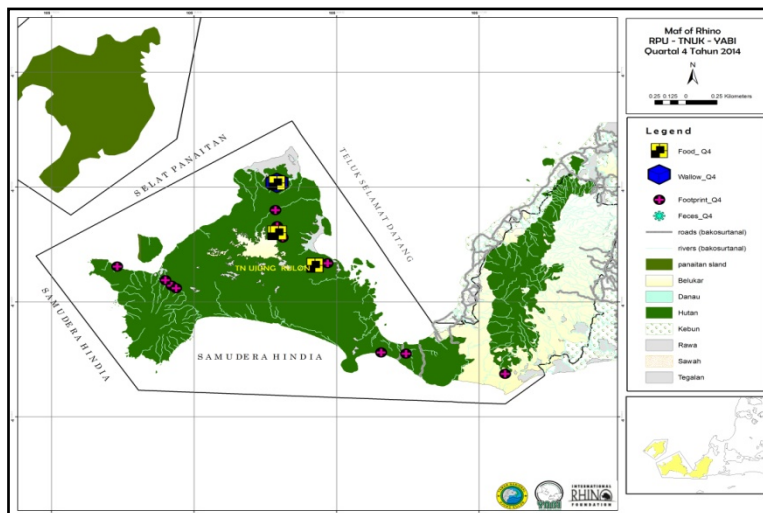 Maf of Rhino
RPU - TNUK - YABI
Quartal 4 Tahun 2014
N
0.25 0.125 0 0.25 Kilometers
Legend
Food_Q4
Wallow_Q4
Footprint_Q4
Feces_Q4
roads (bakosurtanal)
rivers (bakosurtanal)
panaitan sland
Belukar
Danau
Hutan
Kebun
Rawa
Sawah
Tegalan
SELAT PANAITAN
TELUK SELAMAT DATANG
TN UJUNG KULON
SAMUDERA HINDIA
SAMUDERA HINDIA
INTERNATIONAL
RHINO
FOUNDATION